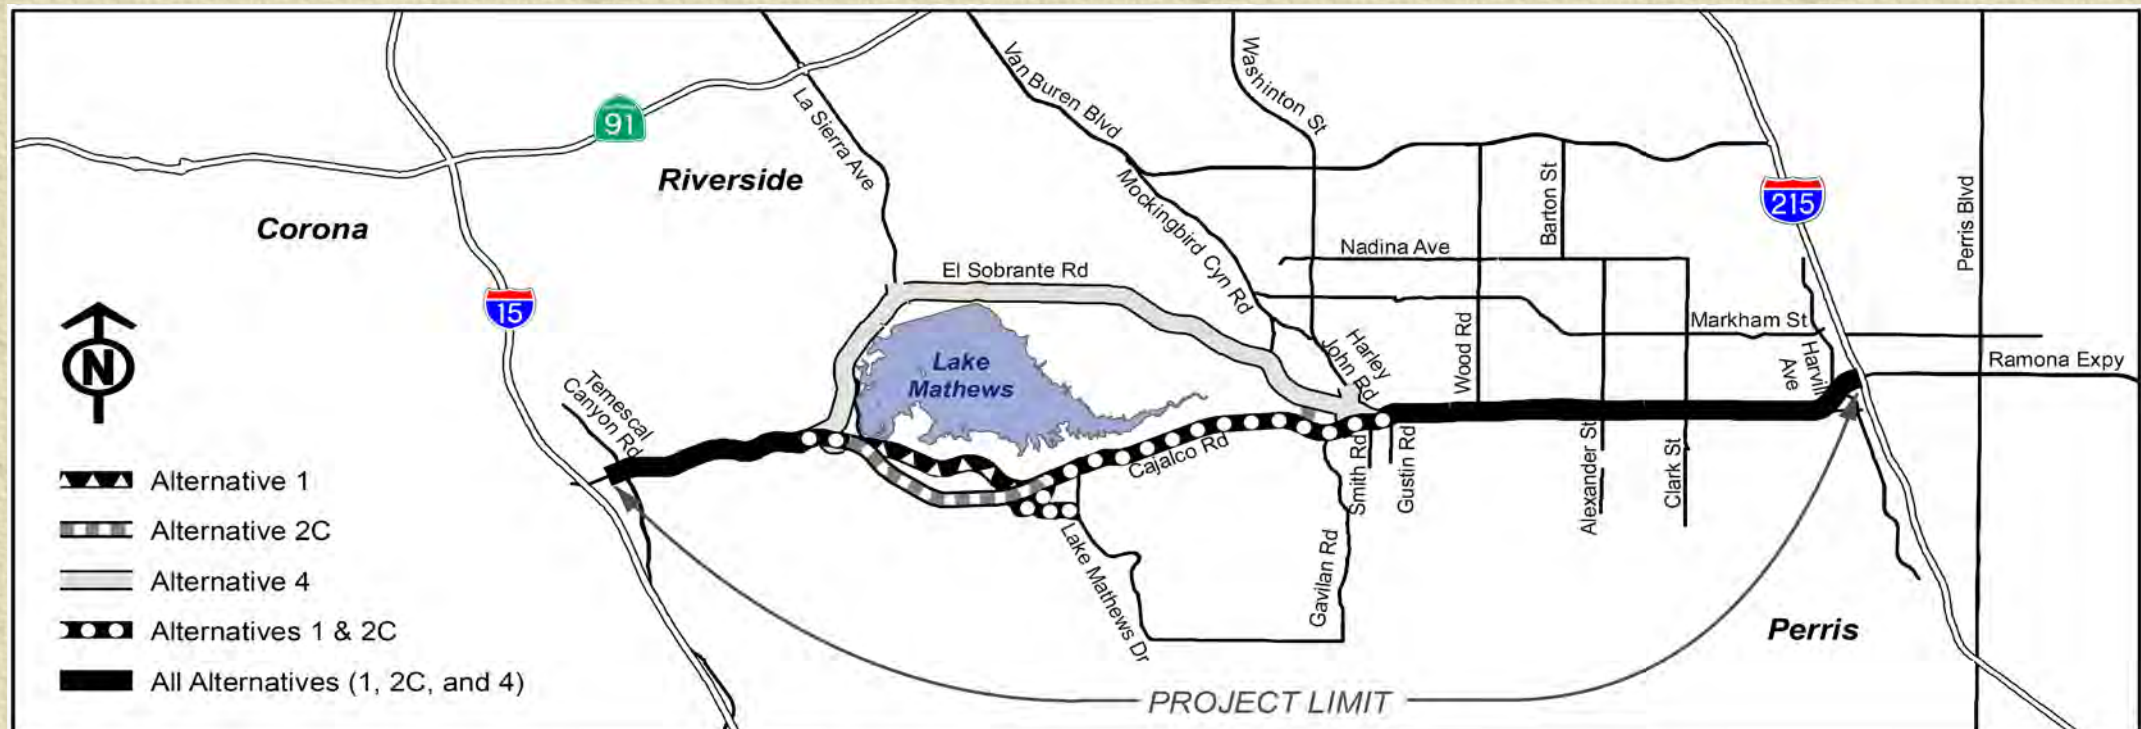 91
Riverside
Corona
La Sierra Ave
Van Buren Blvd
Washinton St
Mockingbird Cyn Rd
Barton St
215
Perris Blvd
Nadina Ave
El Sobrante Rd
15
N
Lake
Mathews
Harley
John Rd
Wood Rd
Markham St
Harvill
Ave
Ramona Expy
Temescal
Canyon Rd
Cajalco Rd
Smith Rd
Gustin Rd
Alexander St
Clark St
Lake Mathews Dr
Gavilan Rd
Perris
Alternative 1
Alternative 2C
Alternative 4
Alternatives 1 & 2C
All Alternatives (1, 2C, and 4)
PROJECT LIMIT